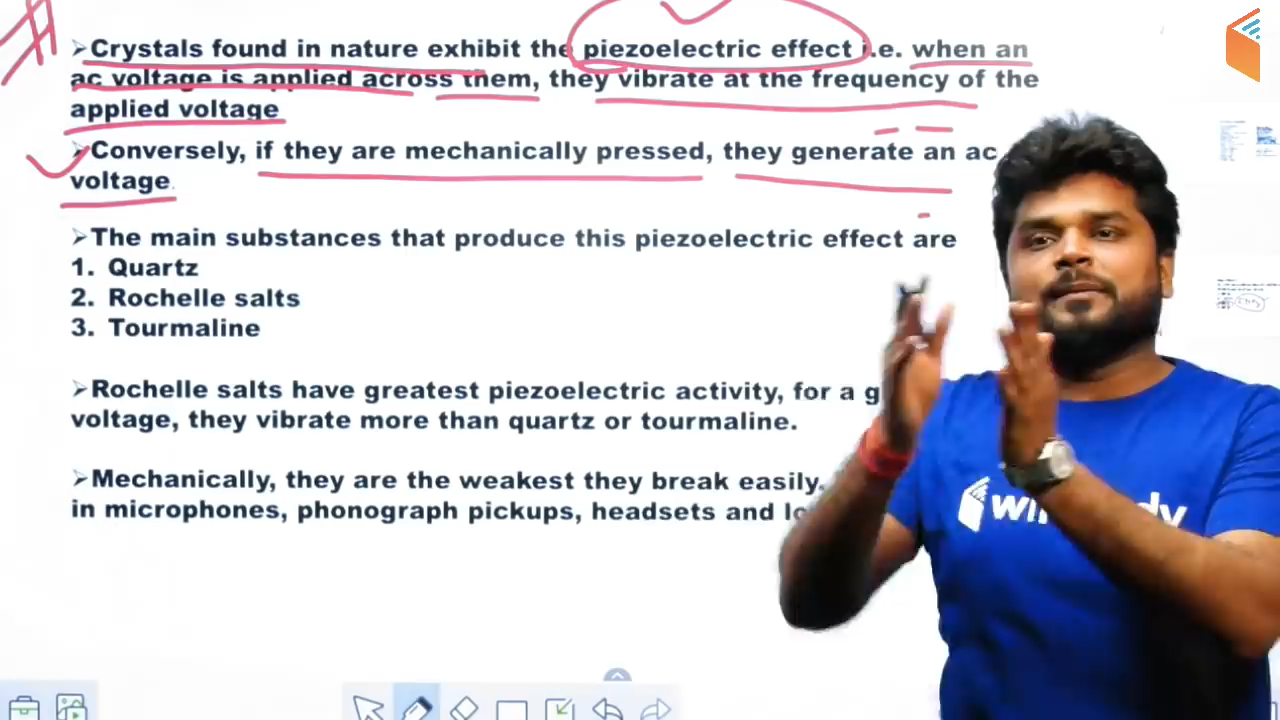 ➢Crystals found in nature exhibit the piezoelectric effect i.e. when an
ac voltage is applied across them, they vibrate at the frequency of the
applied voltage
➢Conversely, if they are mechanically pressed, they generate an ac
voltage.
➢The main substances that produce this piezoelectric effect are
1. Quartz
2. Rochelle salts
3. Tourmaline
➢Rochelle salts have greatest piezoelectric activity, for a
voltage, they vibrate more than quartz or tourmaline.
➢Mechanically, they are the weakest they break easily.
in microphones, phonograph pickups, headsets and